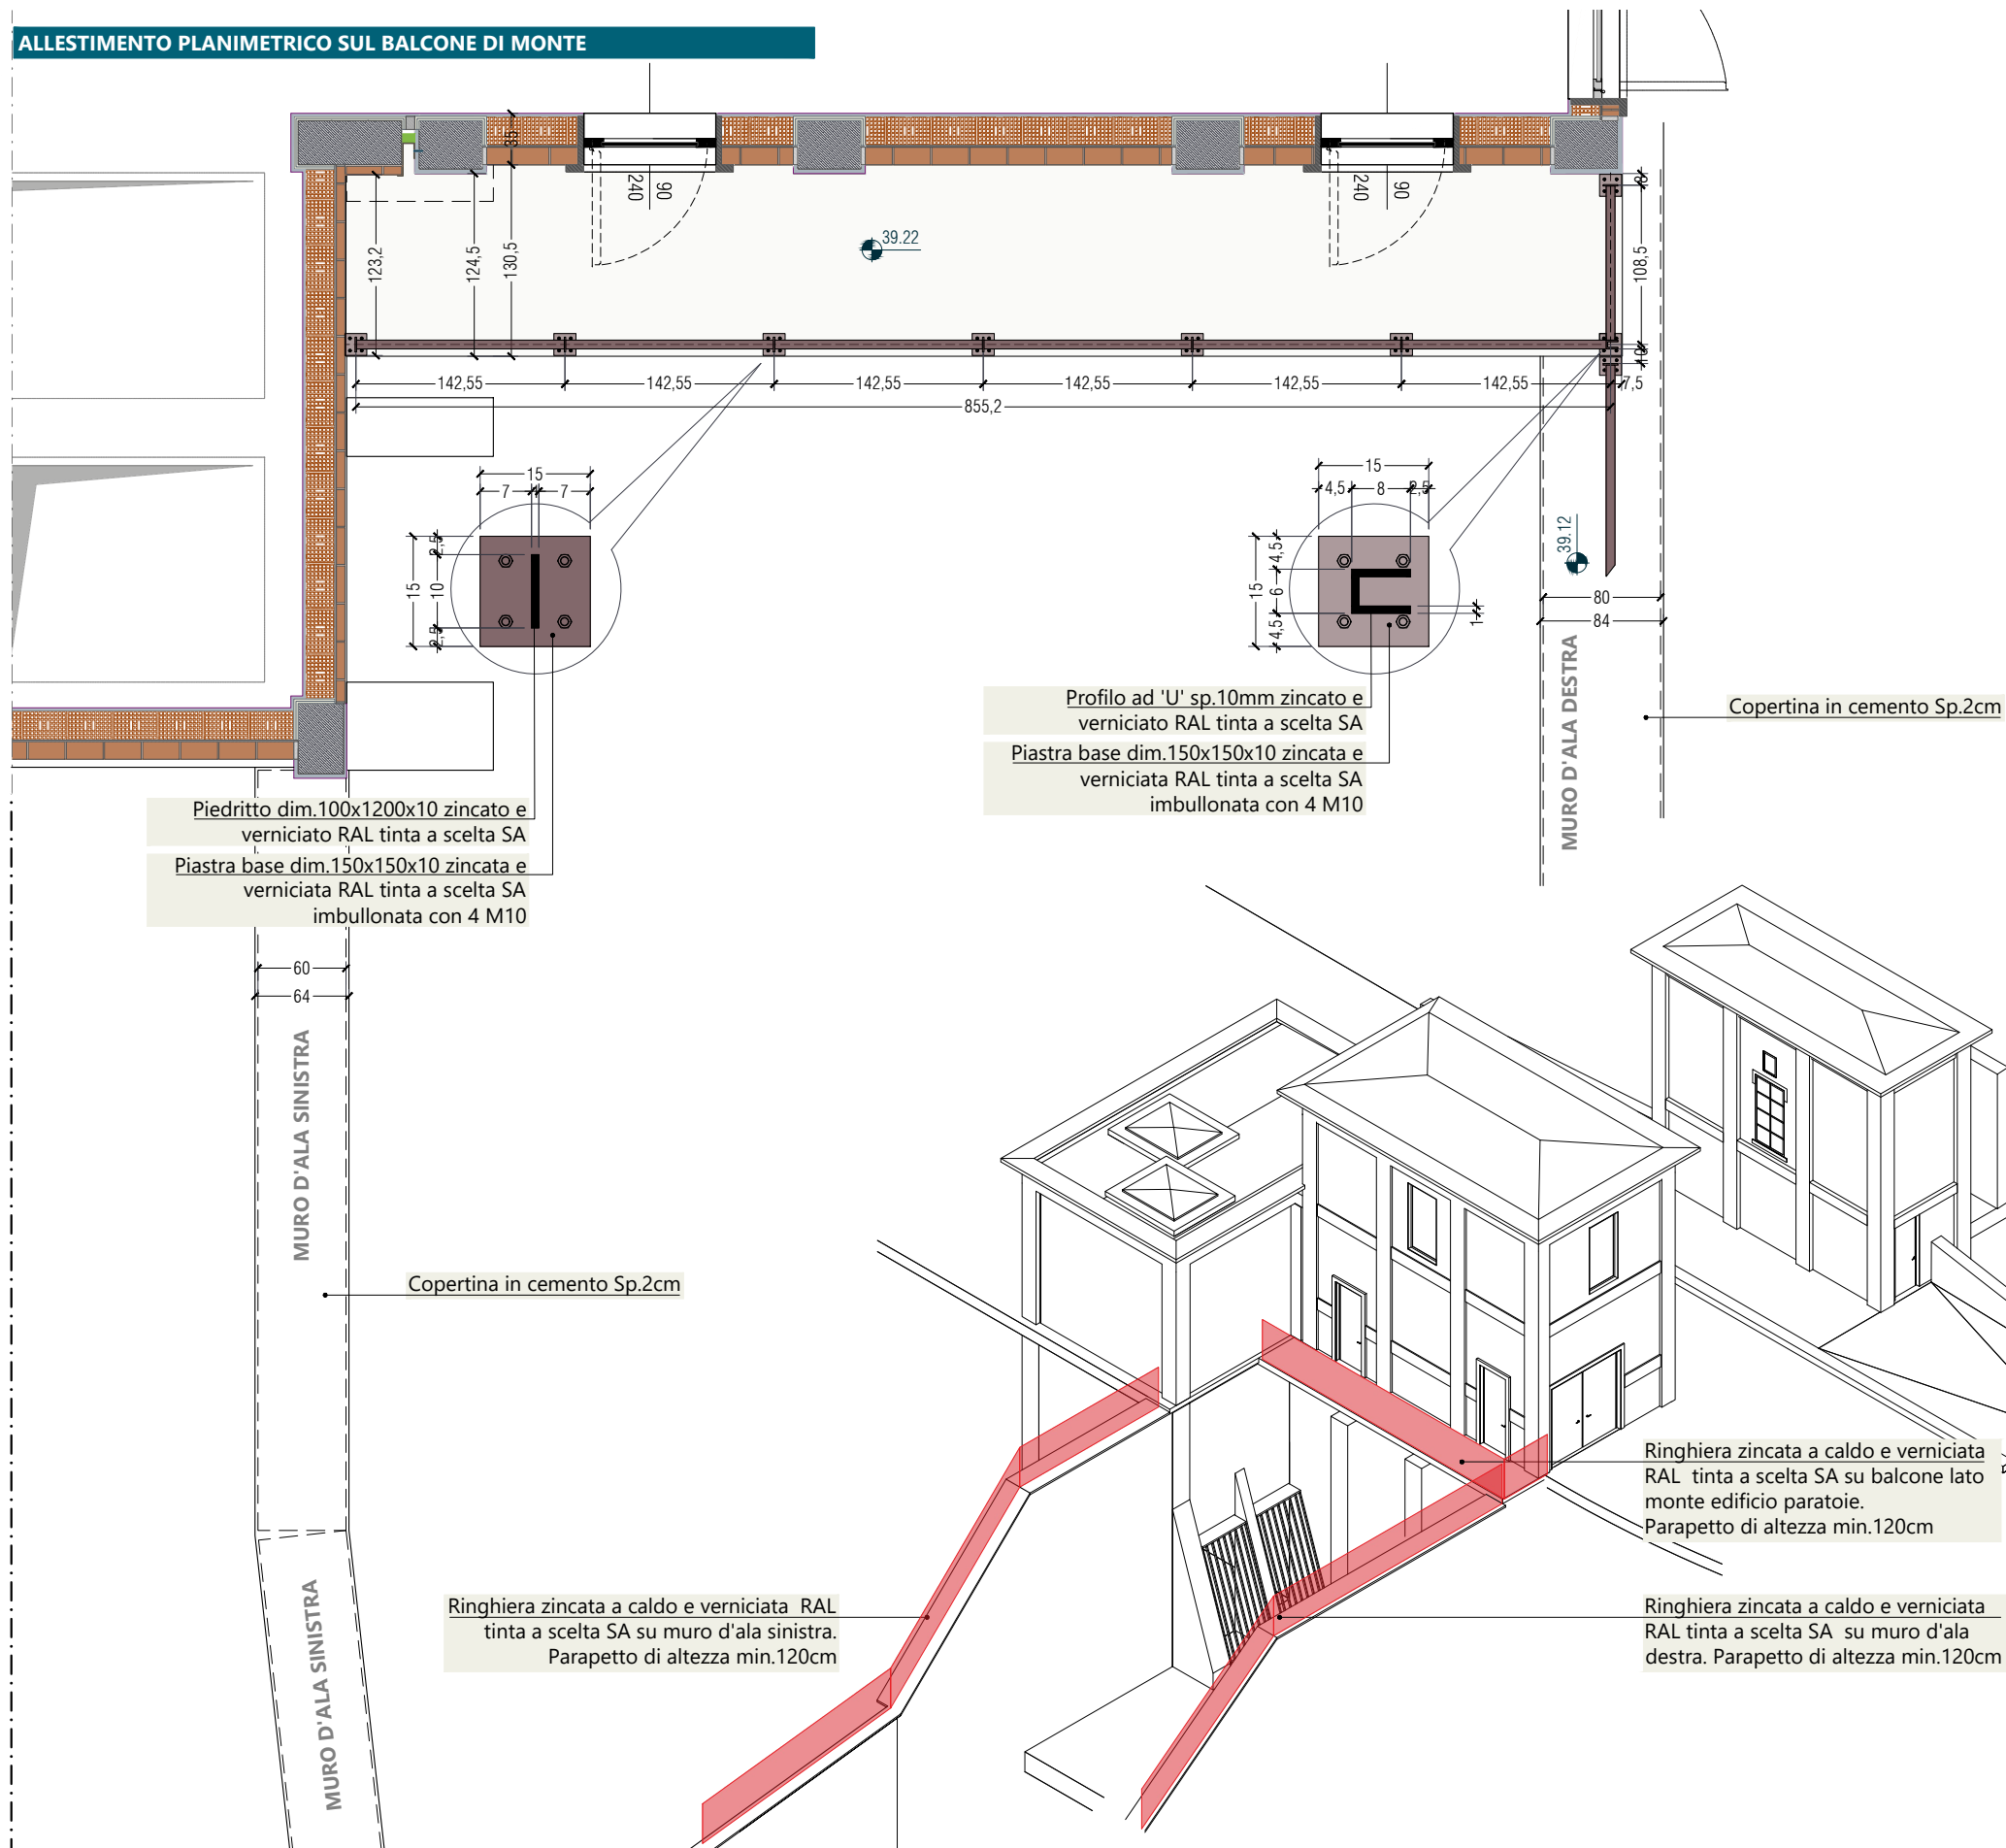 ALLESTIMENTO PLANIMETRICO SUL BALCONE DI MONTE
35
240
90
240
90
39.22
123,2
124,5
130,5
108,5
10
142,55
142,55
142,55
142,55
142,55
142,55
7,5
855,2
15
7
7
2,5
15
10
2,5
15
4,5
8
2,5
4,5
15
6
4,5
1
39.12
80
84
MURO D'ALA DESTRA
Profilo ad 'U' sp.10mm zincato e
verniciato RAL tinta a scelta SA
Piastra base dim.150x150x10 zincata e
verniciata RAL tinta a scelta SA
imbullonata con 4 M10
Copertina in cemento Sp.2cm
Piedritto dim.100x1200x10 zincato e
verniciato RAL tinta a scelta SA
Piastra base dim.150x150x10 zincata e
verniciata RAL tinta a scelta SA
imbullonata con 4 M10
60
64
MURO D'ALA SINISTRA
Copertina in cemento Sp.2cm
MURO D'ALA SINISTRA
Ringhiera zincata a caldo e verniciata
RAL tinta a scelta SA su balcone lato
monte edificio paratoie.
Parapetto di altezza min.120cm
Ringhiera zincata a caldo e verniciata RAL
tinta a scelta SA su muro d'ala sinistra.
Parapetto di altezza min.120cm
Ringhiera zincata a caldo e verniciata
RAL tinta a scelta SA su muro d'ala
destra. Parapetto di altezza min.120cm